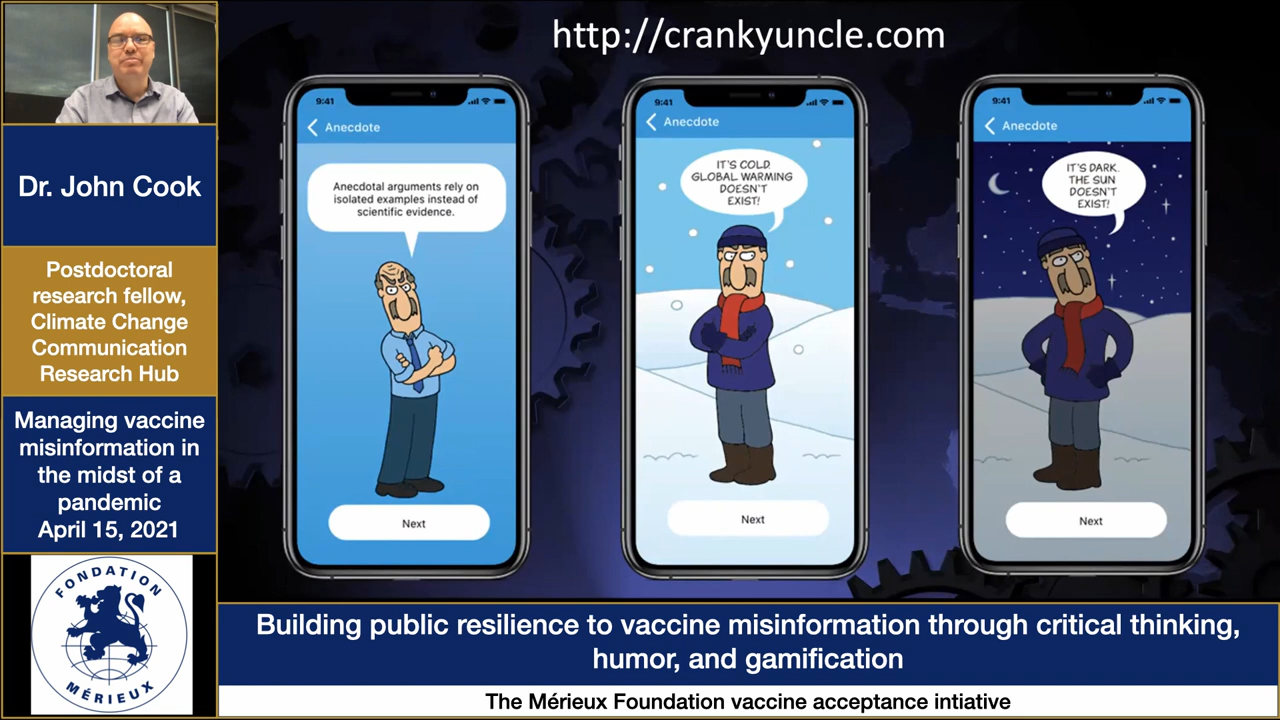 http://crankyuncle.com
9:41
Anecdote
Anecdotal arguments rely on
isolated examples instead of
scientific evidence.
Next
9:41
Anecdote
IT'S COLD
GLOBAL WARMING
DOESN'T
EXIST!
Next
9:41
Anecdote
IT'S DARK.
THE SUN
DOESN'T
EXIST!
Next
Dr. John Cook
Postdoctoral
research fellow,
Climate Change
Communication
Research Hub
Managing vaccine
misinformation in
the midst of a
pandemic
April 15, 2021
FONDATION
MÉRIEUX
Building public resilience to vaccine misinformation through critical thinking,
humor, and gamification
The Mérieux Foundation vaccine acceptance intiative